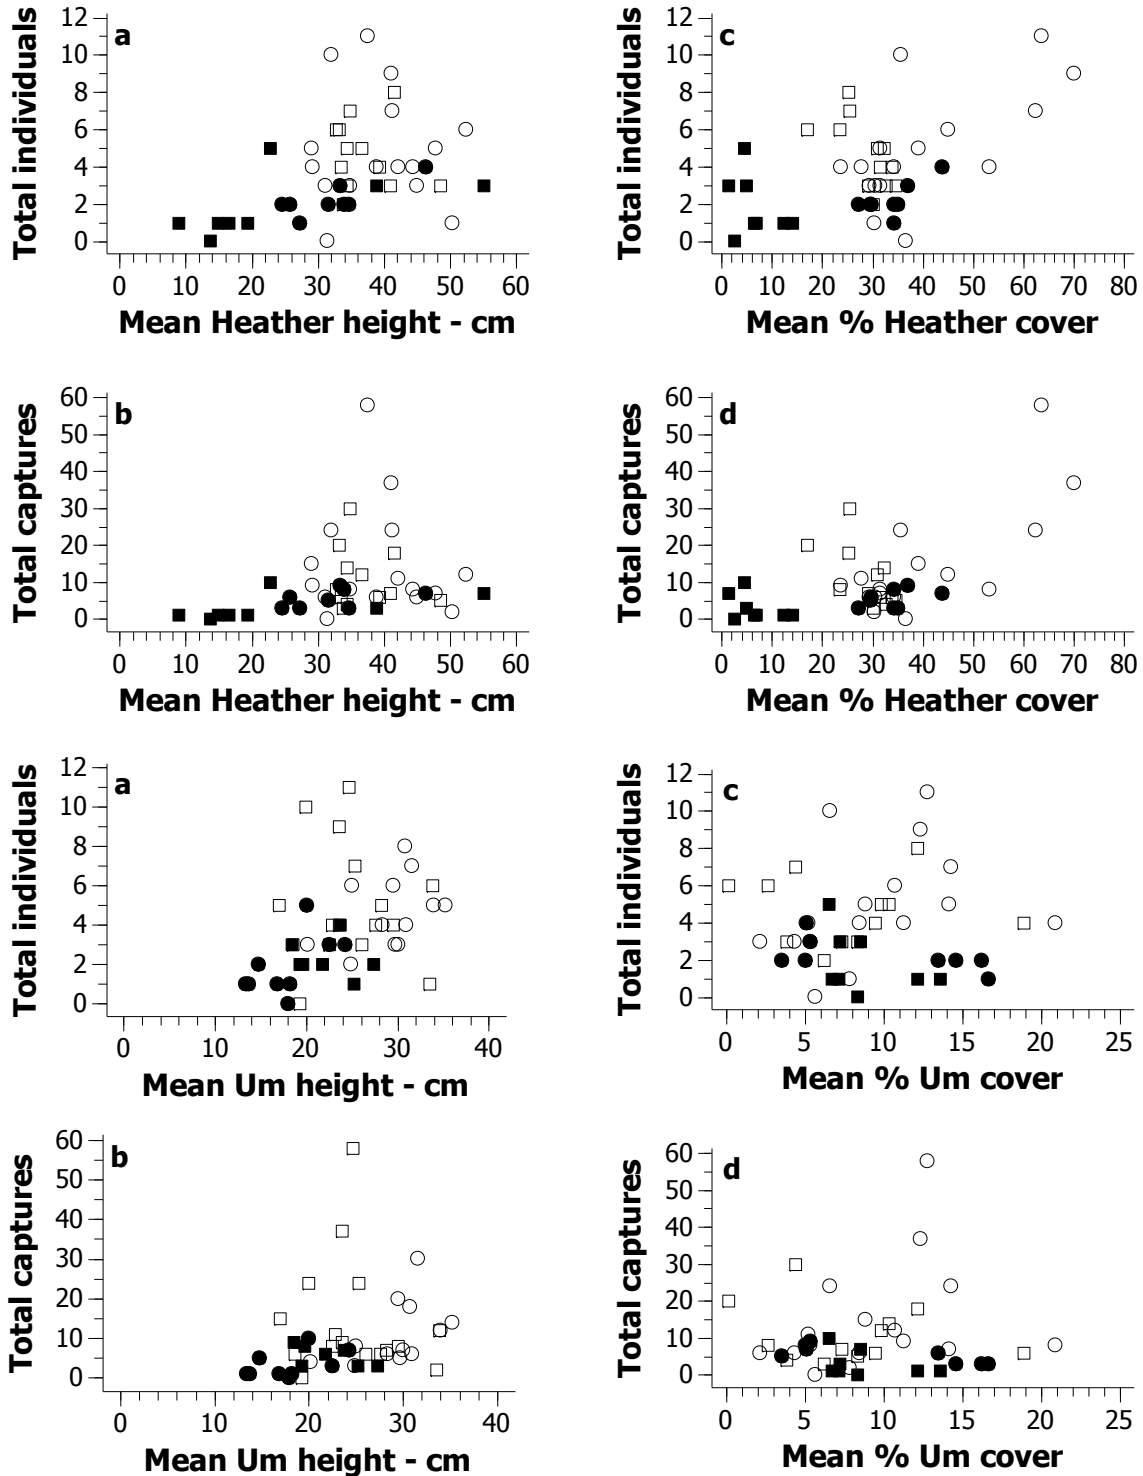 a
Total individuals
12
10
8
6
4
2
0
0 10 20 30 40 50 60
Mean Heather height - cm
c
Total individuals
12
10
8
6
4
2
0
0 10 20 30 40 50 60 70 80
Mean % Heather cover
b
Total captures
60
50
40
30
20
10
0
0 10 20 30 40 50 60
Mean Heather height - cm
d
Total captures
60
50
40
30
20
10
0
0 10 20 30 40 50 60 70 80
Mean % Heather cover
a
Total individuals
12
10
8
6
4
2
0
0 10 20 30 40
Mean Um height - cm
c
Total individuals
12
10
8
6
4
2
0
0 5 10 15 20 25
Mean % Um cover
b
Total captures
60
50
40
30
20
10
0
0 10 20 30 40
Mean Um height - cm
d
Total captures
60
50
40
30
20
10
0
0 5 10 15 20 25
Mean % Um cover